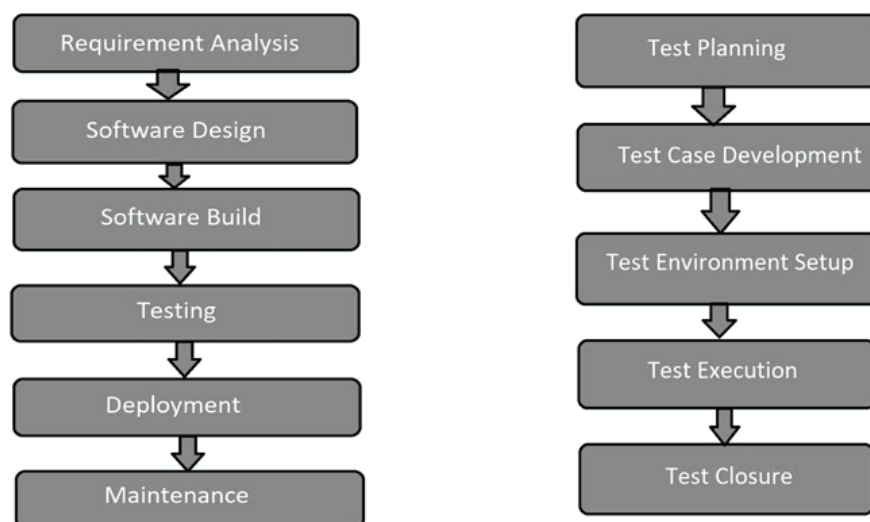 Requirement Analysis
Software Design
Software Build
Testing
Deployment
Maintenance
Test Planning
Test Case Development
Test Environment Setup
Test Execution
Test Closure